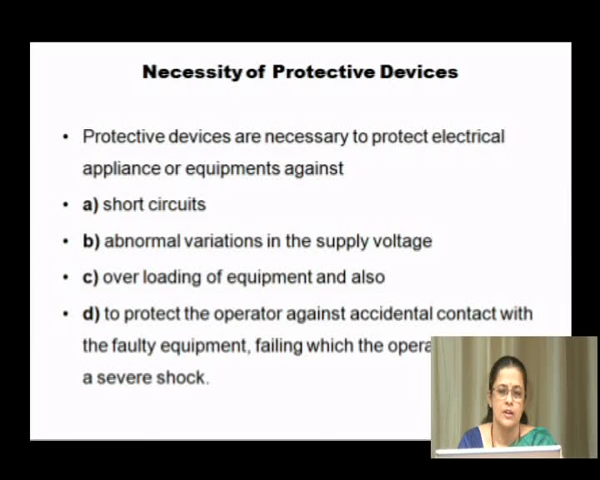 Necessity of Protective Devices
• Protective devices are necessary to protect electrical
appliance or equipments against
• a) short circuits
• b) abnormal variations in the supply voltage
• c) over loading of equipment and also
• d) to protect the operator against accidental contact with
the faulty equipment, failing which the
a severe shock.